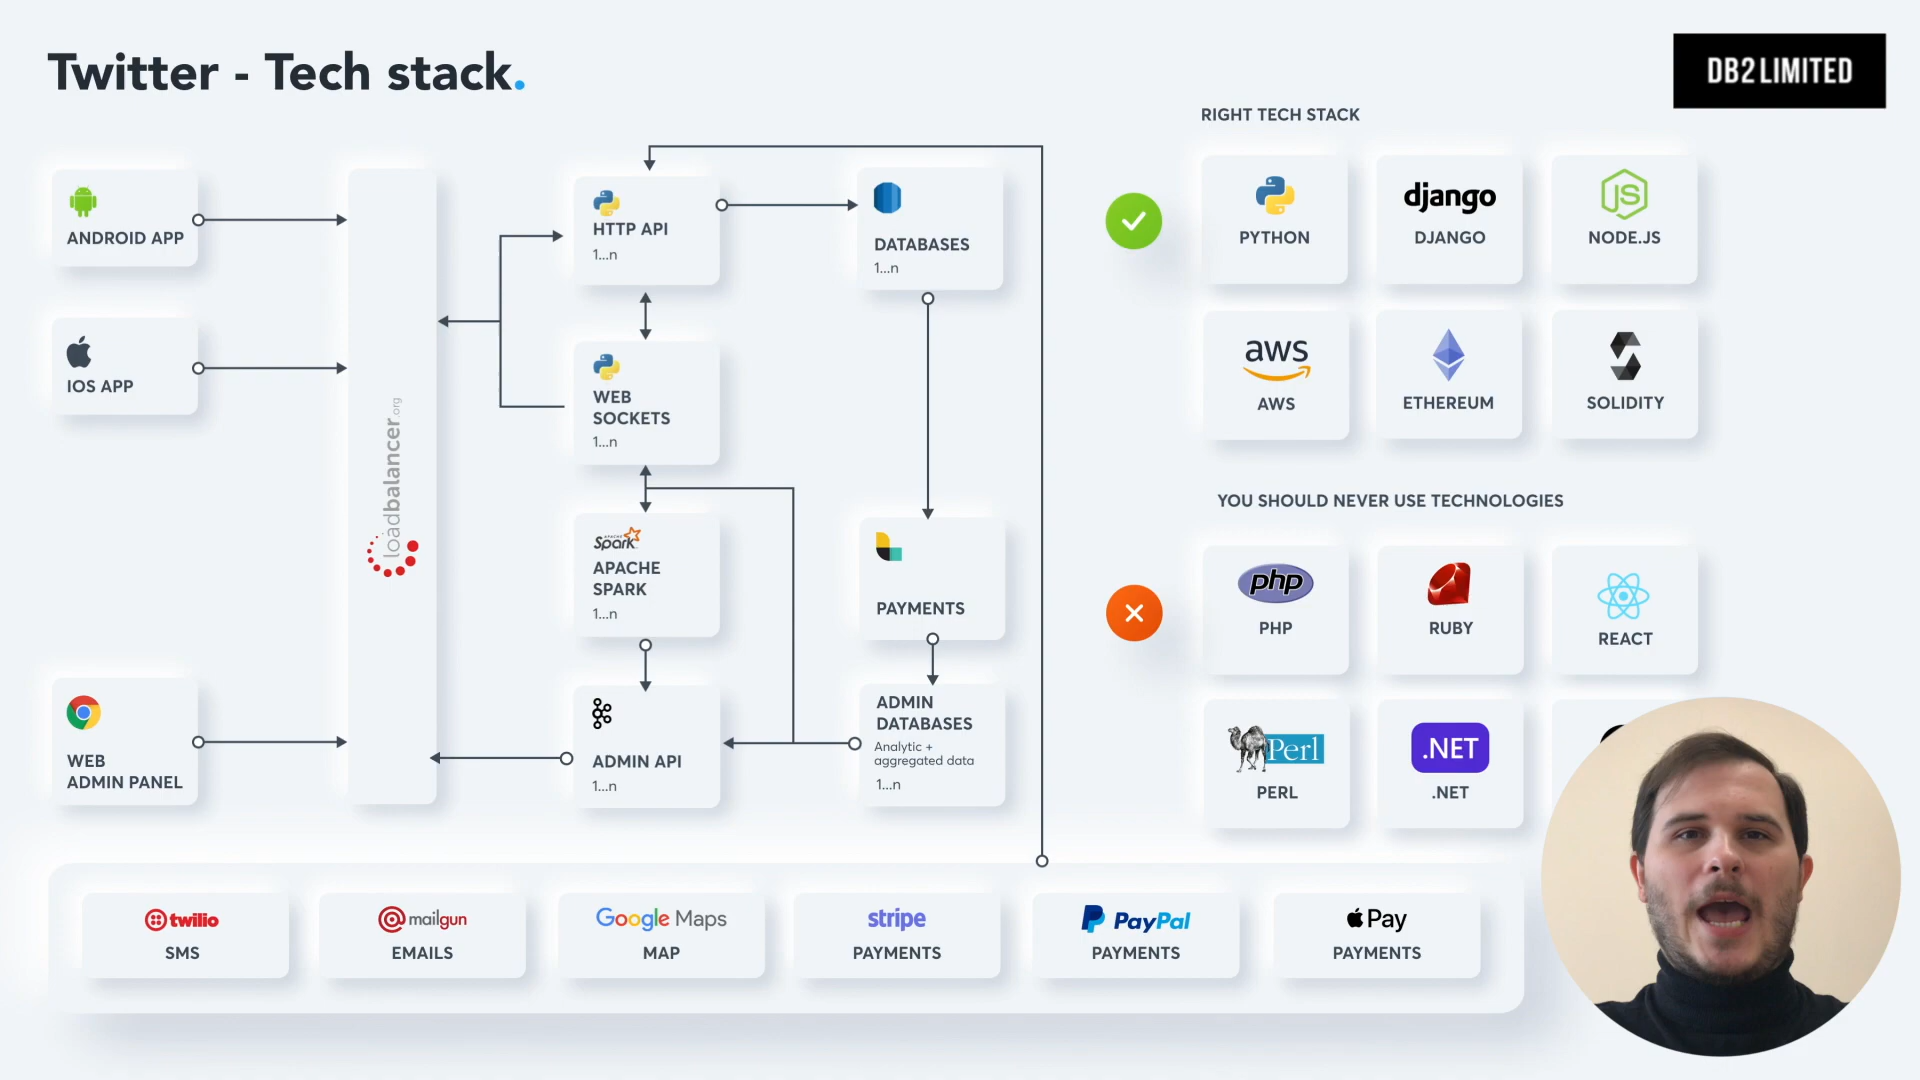 Twitter - Tech stack.
DB2 LIMITED
RIGHT TECH STACK
ANDROID APP
IOS APP
WEB
ADMIN PANEL
loadbalancer.org
HTTP API
1...n
WEB
SOCKETS
1...n
APACHE
Spark
APACHE
SPARK
1...n
ADMIN API
1...n
DATABASES
1...n
PAYMENTS
ADMIN
DATABASES
Analytic +
aggregated data
1...n
PYTHON
django
DJANGO
JS
NODE.JS
aws
AWS
ETHEREUM
SOLIDITY
YOU SHOULD NEVER USE TECHNOLOGIES
php
PHP
RUBY
REACT
Perl
PERL
.NET
.NET
twilio
SMS
mailgun
EMAILS
Google Maps
MAP
stripe
PAYMENTS
PayPal
PAYMENTS
Pay
PAYMENTS